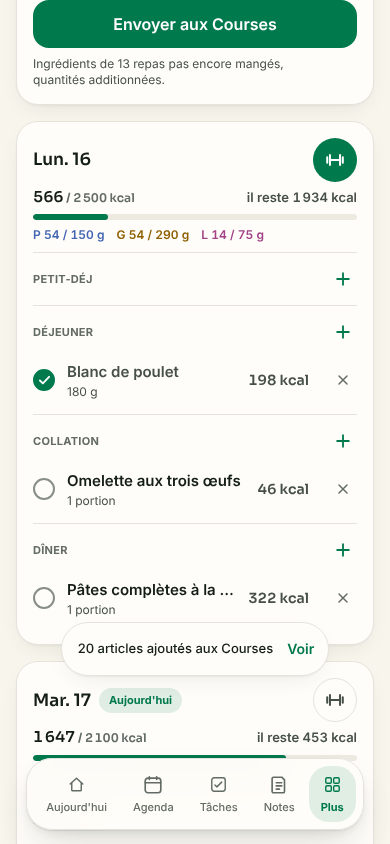 Envoyer aux Courses
Ingrédients de 13 repas pas encore mangés,
quantités additionnées.
Lun. 16
566 / 2 500 kcal
il reste 1 934 kcal
P 54 / 150 g
G 54 / 290 g
L 14 / 75 g
PETIT-DÉJ
DÉJEUNER
Blanc de poulet
198 kcal
180 g
COLLATION
Omelette aux trois œufs
46 kcal
1 portion
DÎNER
Pâtes complètes à la ...
322 kcal
1 portion
20 articles ajoutés aux Courses
Voir
Mar. 17
Aujourd'hui
1 647 / 2 100 kcal
il reste 453 kcal
Aujourd'hui
Agenda
Tâches
Notes
Plus